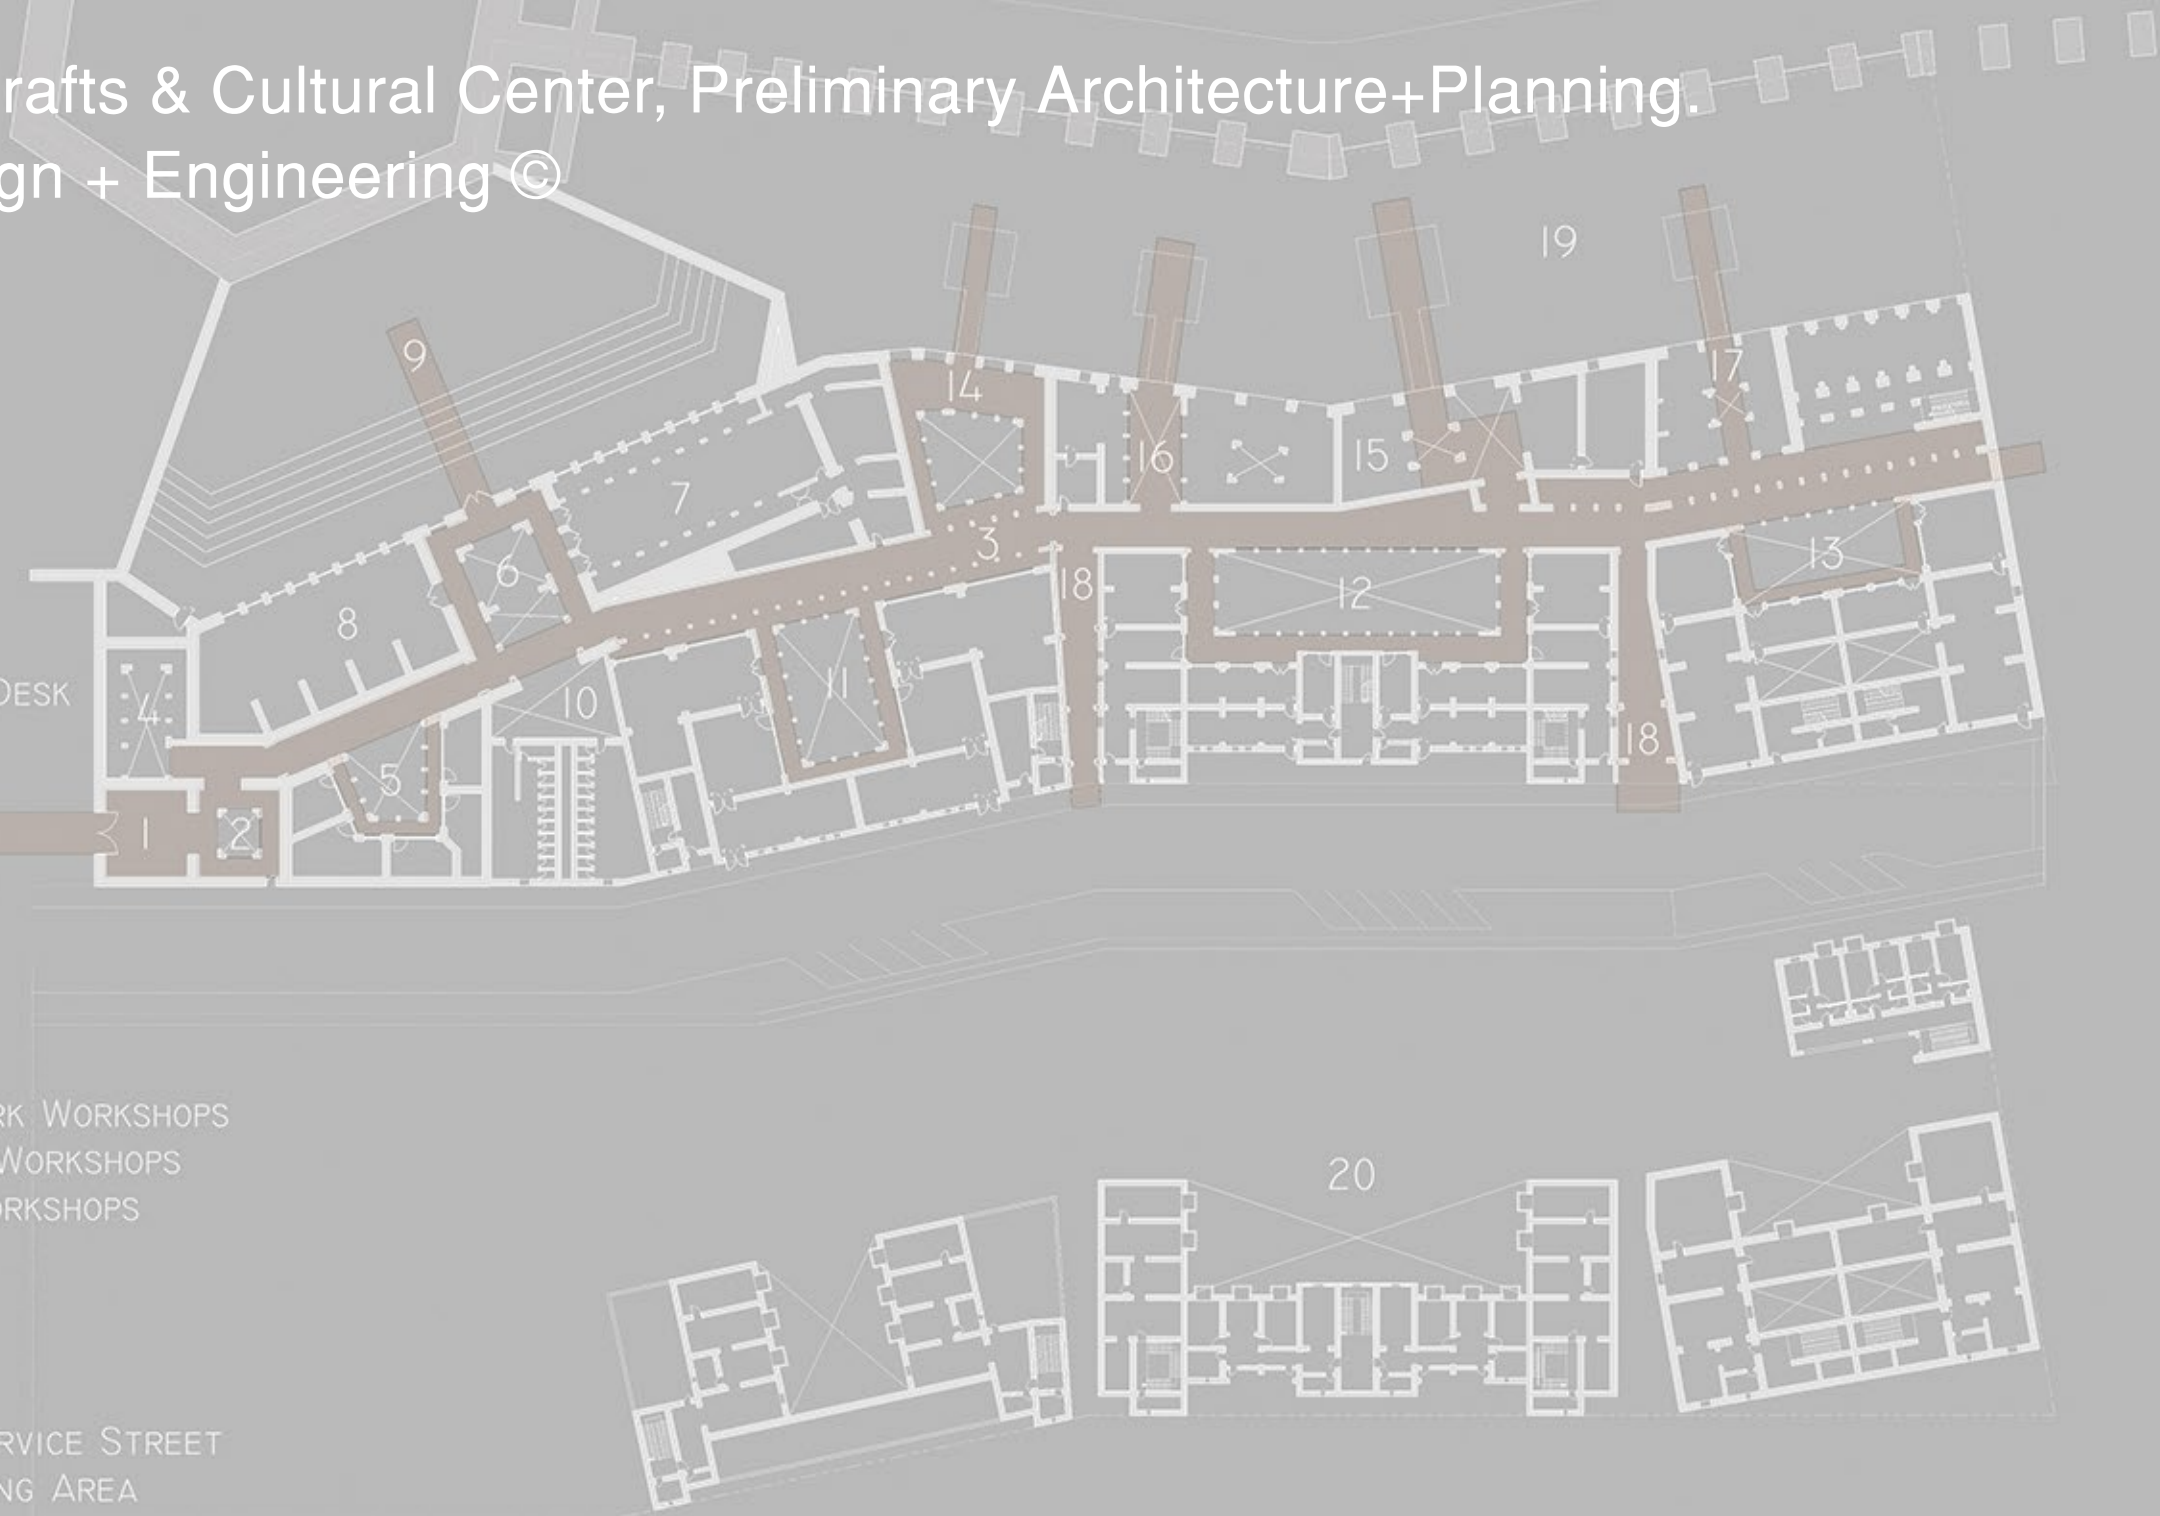 rafts & Cultural Center, Preliminary Architecture+Planning.
gn + Engineering ©
19
9
14
17
16
15
7
3
6
18
13
12
8
11
10
DESK
4
18
5
1
2
RK WORKSHOPS
WORKSHOPS
20
ORKSHOPS
RVICE STREET
NG AREA